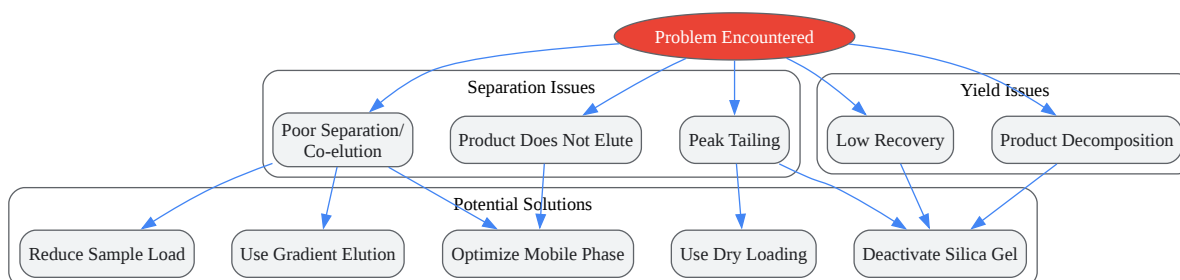 Problem Encountered
Separation Issues
Yield Issues
Poor Separation/
Co-elution
Product Does Not Elute
Peak Tailing
Low Recovery
Product Decomposition
Potential Solutions
Reduce Sample Load
Use Gradient Elution
Optimize Mobile Phase
Use Dry Loading
Deactivate Silica Gel